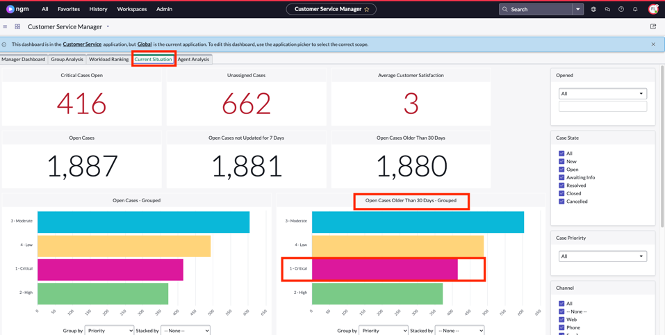 ngm All Favorites History Workspaces Admin Customer Service Manager Search
Customer Service Manager
This dashboard is in the Customer Service application, but Global is the current application. To edit this dashboard, use the application picker to select the correct scope.
Manager Dashboard Group Analysis Workload Ranking Current Situation Agent Analysis
Critical Cases Open Unassigned Cases Average Customer Satisfaction
416 662 3
Open Cases Open Cases not Updated for 7 Days Open Cases Older Than 30 Days
1,887 1,881 1,880
Open Cases - Grouped
3 - Moderate
4 - Low
1 - Critical
2 - High
Group by Priority Stacked by -- None --
Open Cases Older Than 30 Days - Grouped
3 - Moderate
4 - Low
1 - Critical
2 - High
Group by Priority Stacked by -- None --
Opened
All
Case State
All
New
Open
Awaiting Info
Resolved
Closed
Cancelled
Case Priority
All
Channel
All
-- None --
Web
Phone